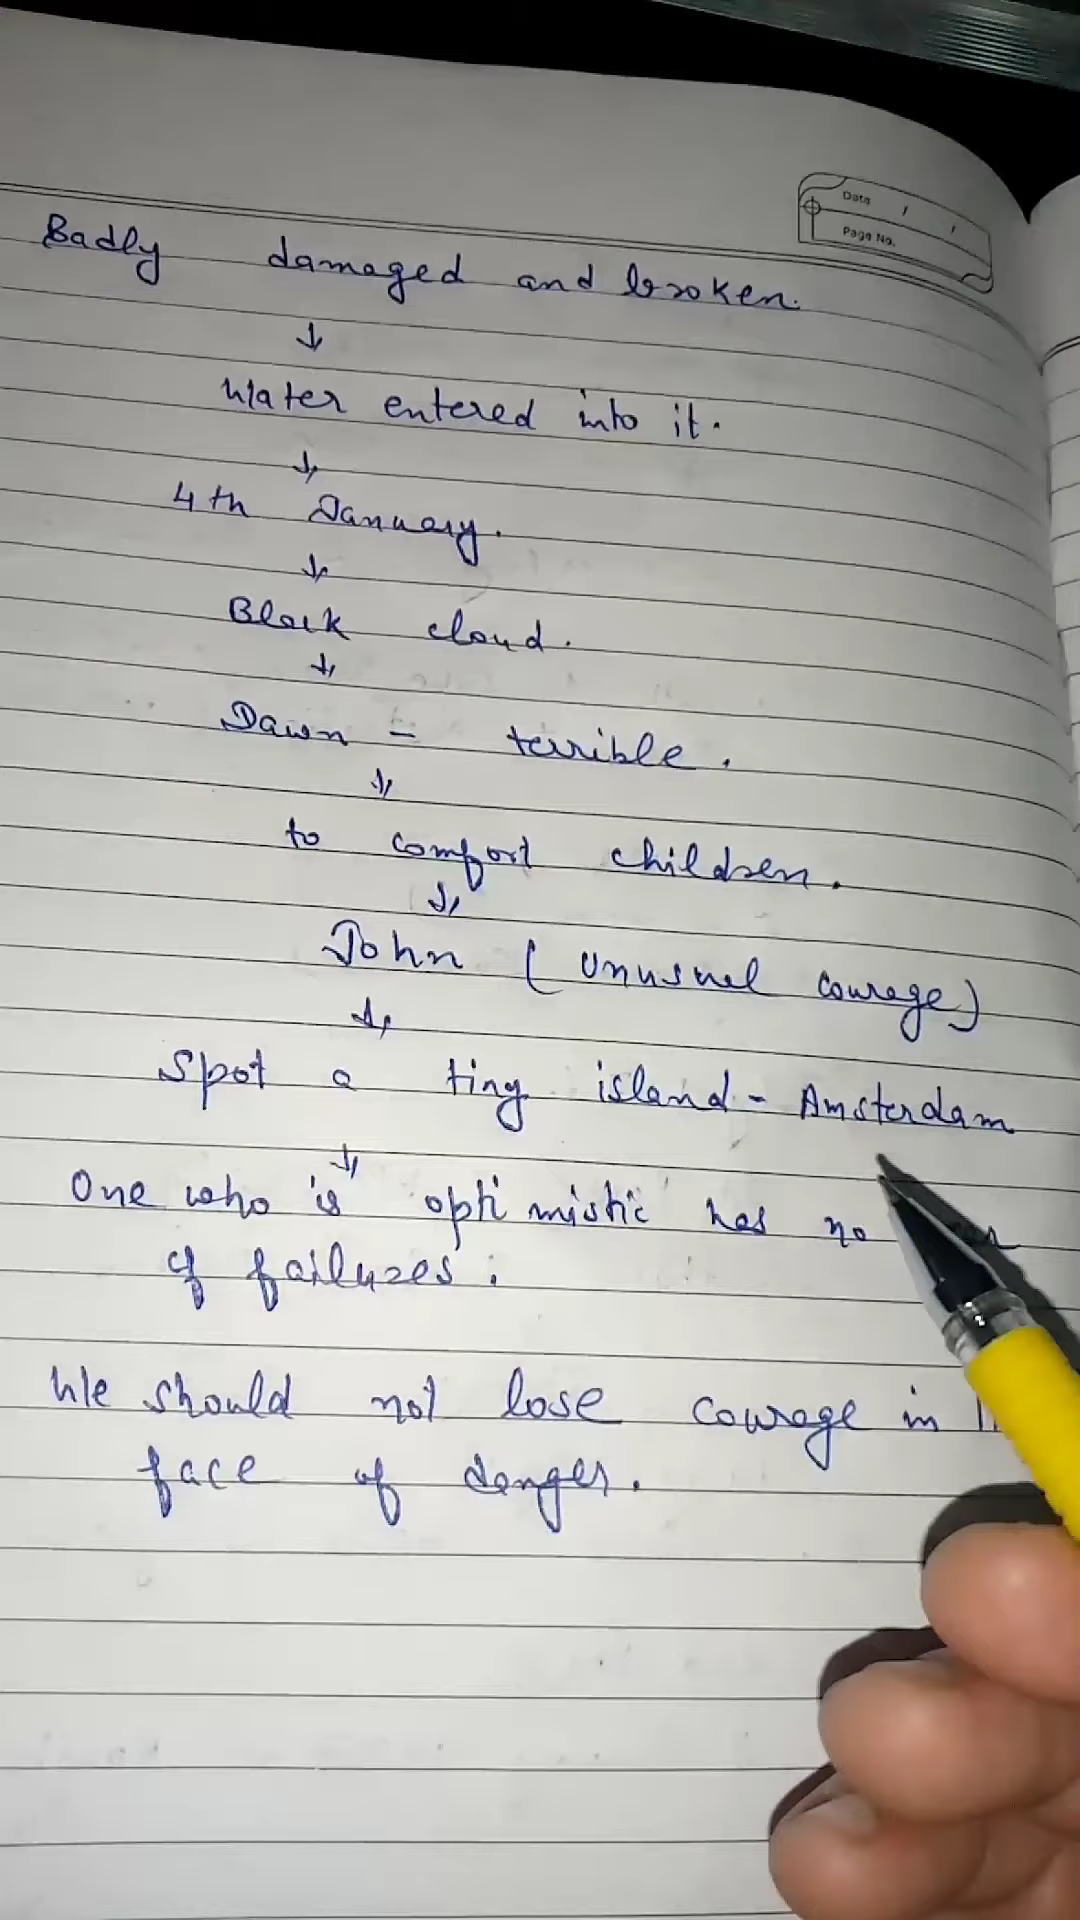 Date / /
Page No.
Badly damaged and broken.
↓
Water entered into it.
↓
4th January.
↓
Black cloud.
↓
Dawn - terrible.
↓
to comfort children.
↓
John (unusual courage)
↓
Spot a tiny island - Amsterdam
↓
One who is optimistic has no
of failures.
We should not lose courage in
face of danger.